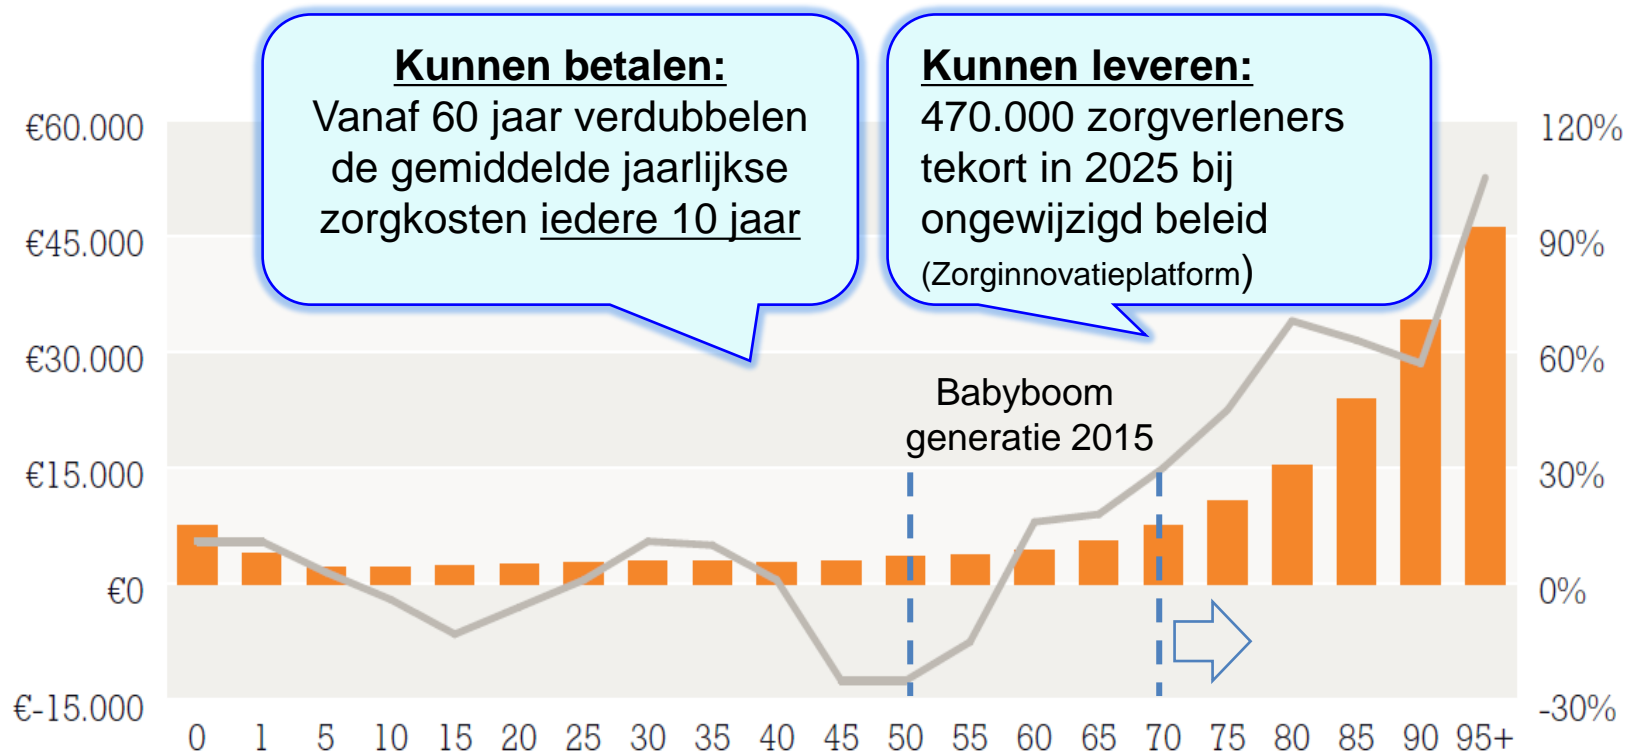 Kunnen betalen:
Vanaf 60 jaar verdubbelen
de gemiddelde jaarlijkse
zorgkosten iedere 10 jaar
Kunnen leveren:
470.000 zorgverleners
tekort in 2025 bij
ongewijzigd beleid
(Zorginnovatieplatform)
€60.000
€45.000
€30.000
€15.000
€0
€-15.000
120%
90%
60%
30%
0%
-30%
Babyboom
generatie 2015
0 1 5 10 15 20 25 30 35 40 45 50 55 60 65 70 75 80 85 90 95+